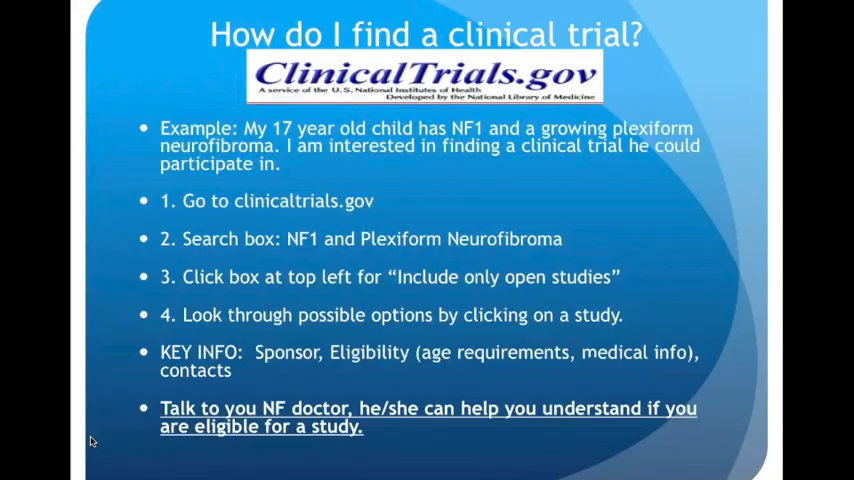 How do I find a clinical trial?
ClinicalTrials.gov
A service of the U.S. National Institutes of Health
Developed by the National Library of Medicine
• Example: My 17 year old child has NF1 and a growing plexiform
neurofibroma. I am interested in finding a clinical trial he could
participate in.
• 1. Go to clinicaltrials.gov
• 2. Search box: NF1 and Plexiform Neurofibroma
• 3. Click box at top left for “Include only open studies”
• 4. Look through possible options by clicking on a study.
• KEY INFO: Sponsor, Eligibility (age requirements, medical info),
contacts
• Talk to you NF doctor, he/she can help you understand if you
are eligible for a study.